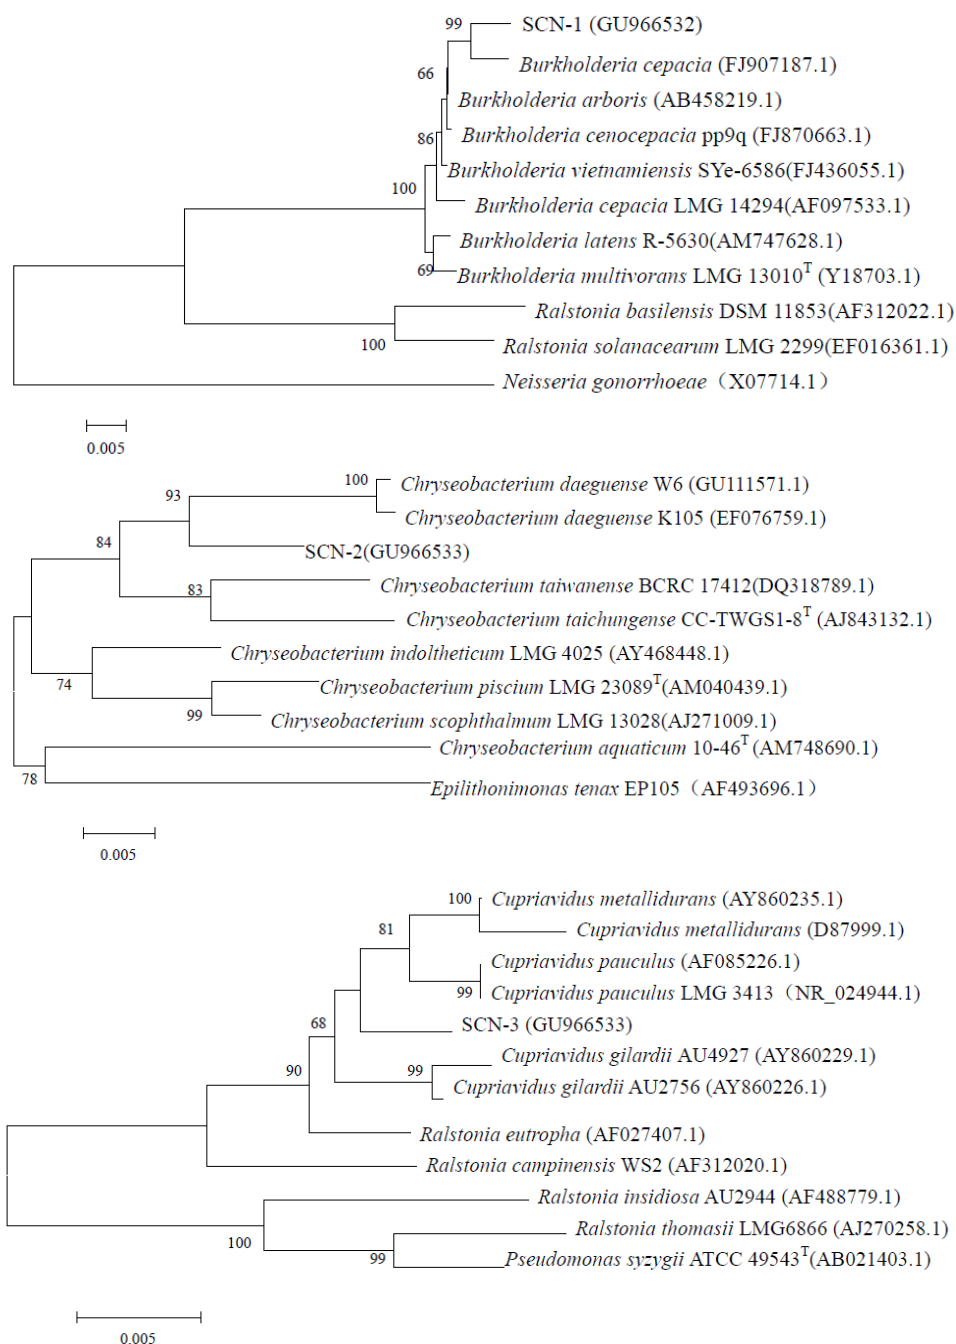 99
SCN-1 (GU966532)
Burkholderia cepacia (FJ907187.1)
66
Burkholderia arboris (AB458219.1)
86
Burkholderia cenocepacia pp9q (FJ870663.1)
Burkholderia vietnamiensis SYe-6586(FJ436055.1)
100
Burkholderia cepacia LMG 14294(AF097533.1)
Burkholderia latens R-5630(AM747628.1)
69
Burkholderia multivorans LMG 13010T (Y18703.1)
Ralstonia basilensis DSM 11853(AF312022.1)
100
Ralstonia solanacearum LMG 2299(EF016361.1)
Neisseria gonorrhoeae（X07714.1）
0.005
100
Chryseobacterium daeguense W6 (GU111571.1)
93
Chryseobacterium daeguense K105 (EF076759.1)
84
SCN-2(GU966533)
83
Chryseobacterium taiwanense BCRC 17412(DQ318789.1)
Chryseobacterium taichungense CC-TWGS1-8T (AJ843132.1)
Chryseobacterium indoltheticum LMG 4025 (AY468448.1)
74
Chryseobacterium piscium LMG 23089T(AM040439.1)
99
Chryseobacterium scophthalmum LMG 13028(AJ271009.1)
Chryseobacterium aquaticum 10-46T (AM748690.1)
78
Epilithonimonas tenax EP105（AF493696.1）
0.005
100
Cupriavidus metallidurans (AY860235.1)
81
Cupriavidus metallidurans (D87999.1)
Cupriavidus pauculus (AF085226.1)
99
Cupriavidus pauculus LMG 3413（NR_024944.1)
68
SCN-3 (GU966533)
Cupriavidus gilardii AU4927 (AY860229.1)
90
99
Cupriavidus gilardii AU2756 (AY860226.1)
Ralstonia eutropha (AF027407.1)
Ralstonia campinensis WS2 (AF312020.1)
Ralstonia insidiosa AU2944 (AF488779.1)
100
Ralstonia thomasii LMG6866 (AJ270258.1)
99
Pseudomonas syzygii ATCC 49543T(AB021403.1)
0.005